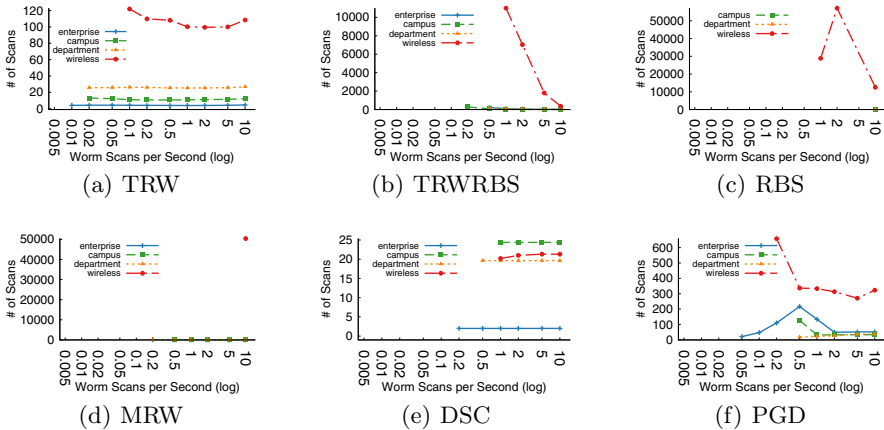 # of Scans
120
100
80
60
40
20
0
enterprise
campus
department
wireless
0.005
0.01
0.02
0.1
0.2
0.5
1
2
5
10
Worm Scans per Second (log)
(a) TRW
# of Scans
10000
8000
6000
4000
2000
0
enterprise
campus
department
wireless
0.005
0.01
0.02
0.1
0.2
0.5
1
2
5
10
Worm Scans per Second (log)
(b) TRWRBS
# of Scans
50000
40000
30000
20000
10000
0
campus
department
wireless
0.005
0.01
0.02
0.1
0.2
0.5
1
2
5
10
Worm Scans per Second (log)
(c) RBS
# of Scans
50000
40000
30000
20000
10000
0
enterprise
campus
department
wireless
0.005
0.01
0.02
0.1
0.2
0.5
1
2
5
10
Worm Scans per Second (log)
(d) MRW
# of Scans
25
20
15
10
5
0
enterprise
campus
department
wireless
0.005
0.01
0.02
0.1
0.2
0.5
1
2
5
10
Worm Scans per Second (log)
(e) DSC
# of Scans
600
500
400
300
200
100
0
enterprise
campus
department
wireless
0.005
0.01
0.02
0.05
0.1
0.2
0.5
1
2
5
10
Worm Scans per Second (log)
(f) PGD